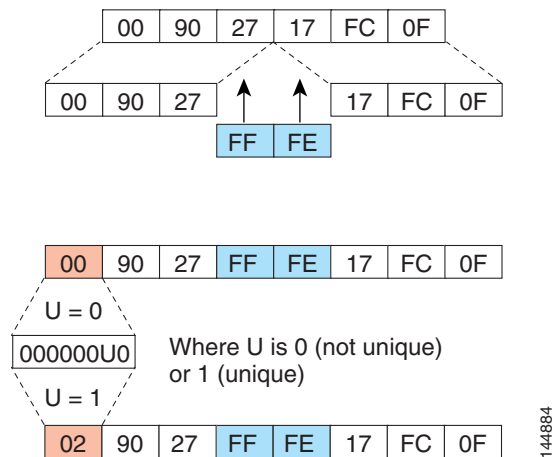 00 90 27 17 FC 0F
00 90 27 17 FC 0F
FF FE
00 90 27 FF FE 17 FC 0F
U = 0
000000U0
Where U is 0 (not unique)
or 1 (unique)
U = 1
02 90 27 FF FE 17 FC 0F
144884